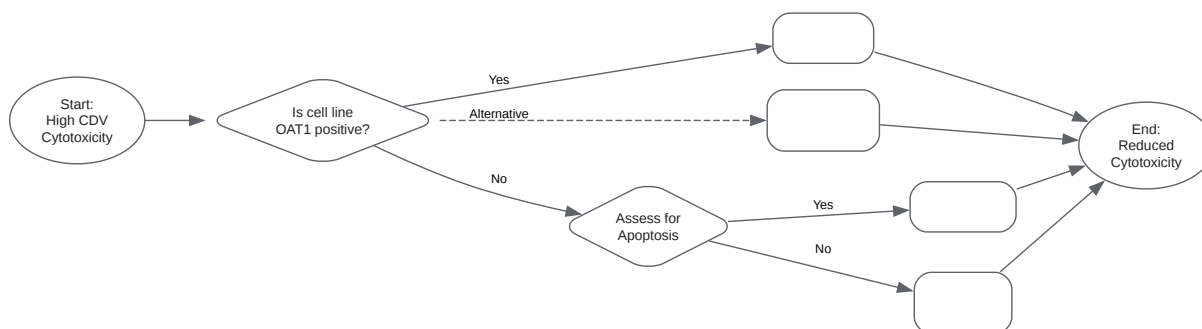 Start:
High CDV
Cytotoxicity
Is cell line
OAT1 positive?
Yes
Alternative
No
Assess for
Apoptosis
Yes
No
End:
Reduced
Cytotoxicity